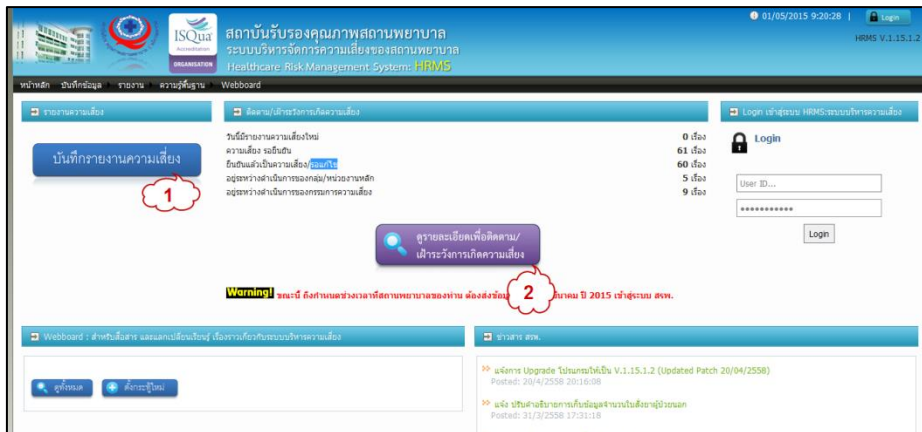 01/05/2015 9:20:28 | Login
HRMS V.1.15.1.2
ISQua
Accreditation
ORGANISATION
สถาบันรับรองคุณภาพสถานพยาบาล
ระบบบริหารจัดการความเสี่ยงของสถานพยาบาล
Healthcare Risk Management System: HRMS
หน้าหลัก บันทึกข้อมูล รายงาน ความรู้พื้นฐาน Webboard
รายงานความเสี่ยง
บันทึกรายงานความเสี่ยง
1
ติดตาม/เฝ้าระวังการเกิดความเสี่ยง
วันนี้มีรายงานความเสี่ยงใหม่ 0 เรื่อง
ความเสี่ยง รอยืนยัน 61 เรื่อง
ยืนยันแล้วเป็นความเสี่ยง/รอแก้ไข 60 เรื่อง
อยู่ระหว่างดำเนินการของกลุ่ม/หน่วยงานหลัก 5 เรื่อง
อยู่ระหว่างดำเนินการของกรรมการความเสี่ยง 9 เรื่อง
ดูรายละเอียดเพื่อติดตาม/
เฝ้าระวังการเกิดความเสี่ยง
2
Warning! ขณะนี้ ถึงกำหนดช่วงเวลาที่สถานพยาบาลของท่าน ต้องส่งข้อมู ปี 2015 เข้าสู่ระบบ สรพ.
Login เข้าสู่ระบบ HRMS:ระบบบริหารความเสี่ยง
Login
User ID...
Login
Webboard : สำหรับสื่อสาร และแลกเปลี่ยนเรียนรู้ เรื่องราวเกี่ยวกับระบบบริหารความเสี่ยง
ดูทั้งหมด ตั้งกระทู้ใหม่
ข่าวสาร สรพ.
แจ้งการ Upgrade โปรแกรมให้เป็น V.1.15.1.2 (Updated Patch 20/04/2558)
Posted: 20/4/2558 20:16:08
แจ้ง ปรับคำอธิบายการเก็บข้อมูลจำนวนใบสั่งยาผู้ป่วยนอก
Posted: 31/3/2558 17:31:18